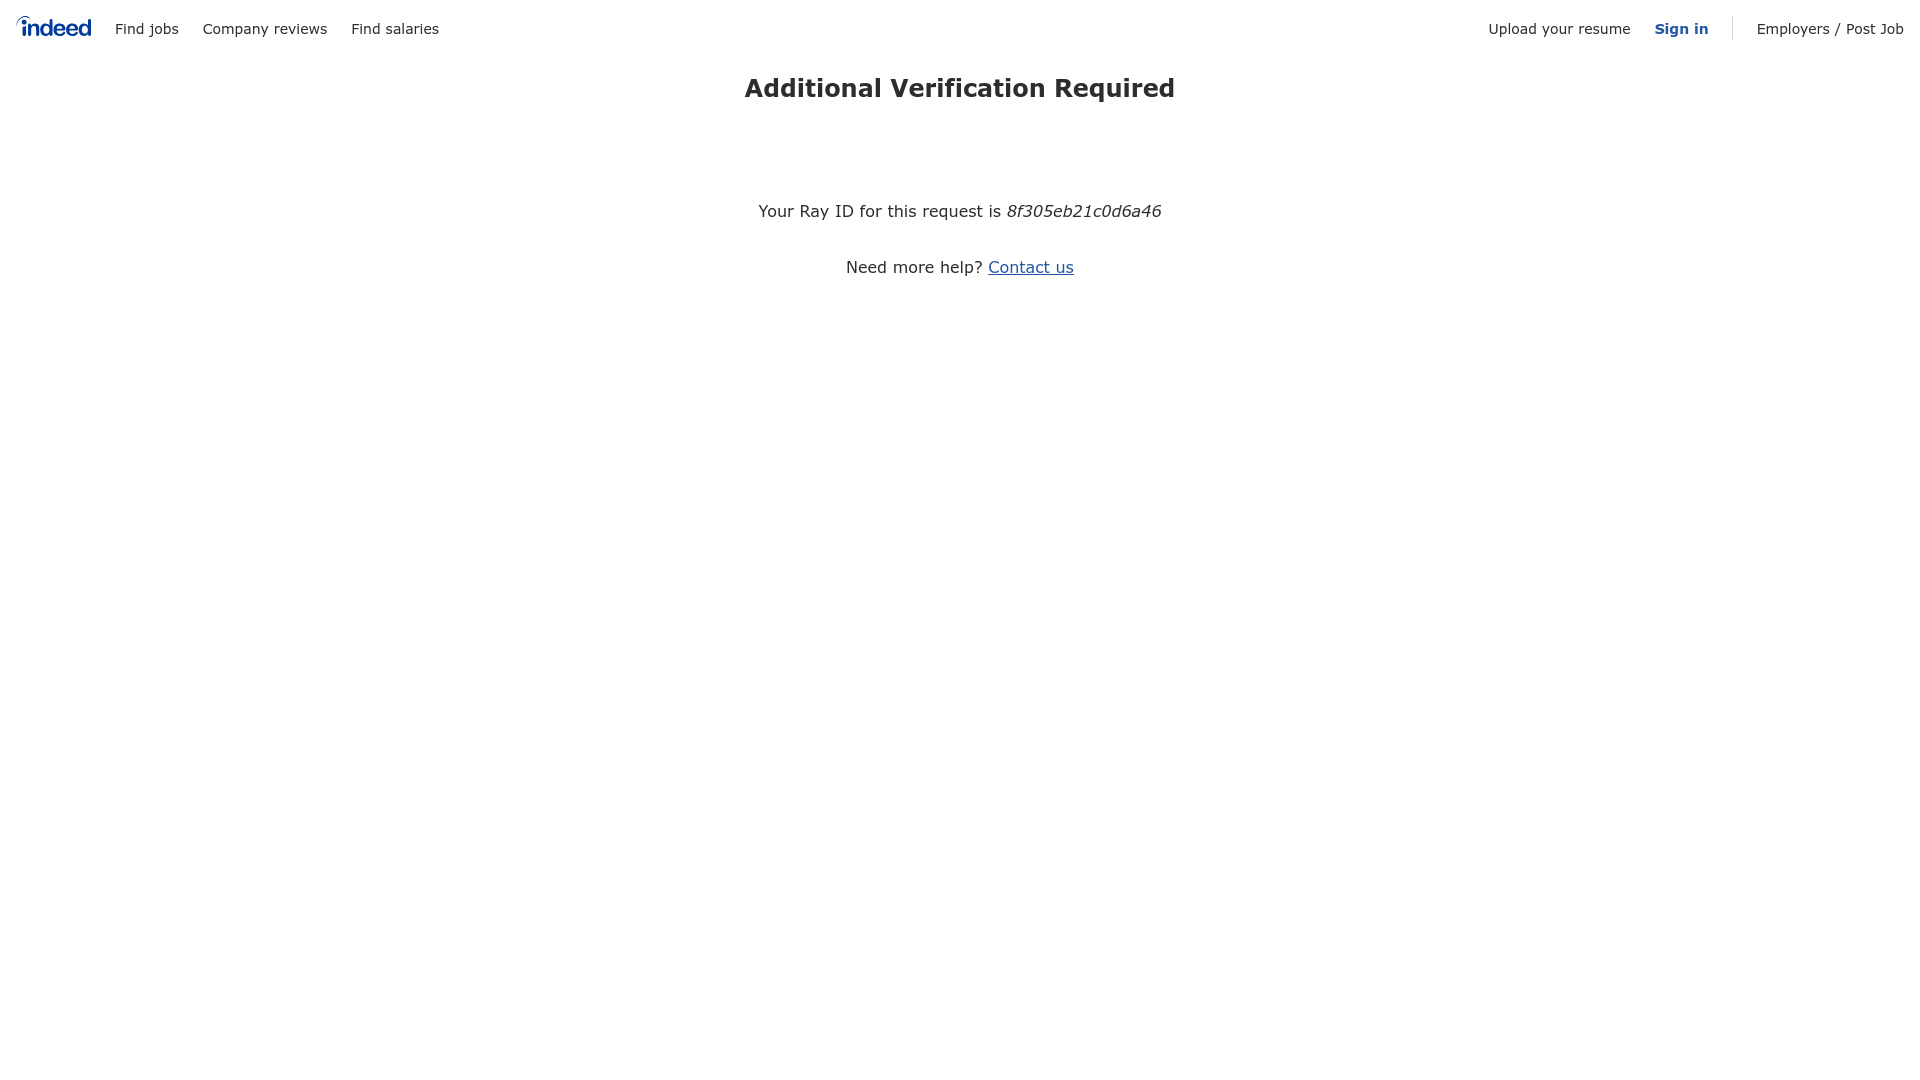 indeed Find jobs Company reviews Find salaries Upload your resume Sign in Employers / Post Job
Additional Verification Required
Your Ray ID for this request is 8f305eb21c0d6a46
Need more help? Contact us